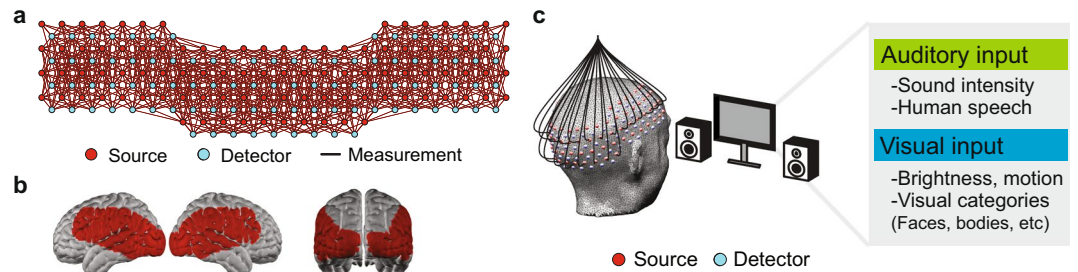 a
Source Detector Measurement
b
c
Auditory input
-Sound intensity
-Human speech
Visual input
-Brightness, motion
-Visual categories
(Faces, bodies, etc)
Source Detector